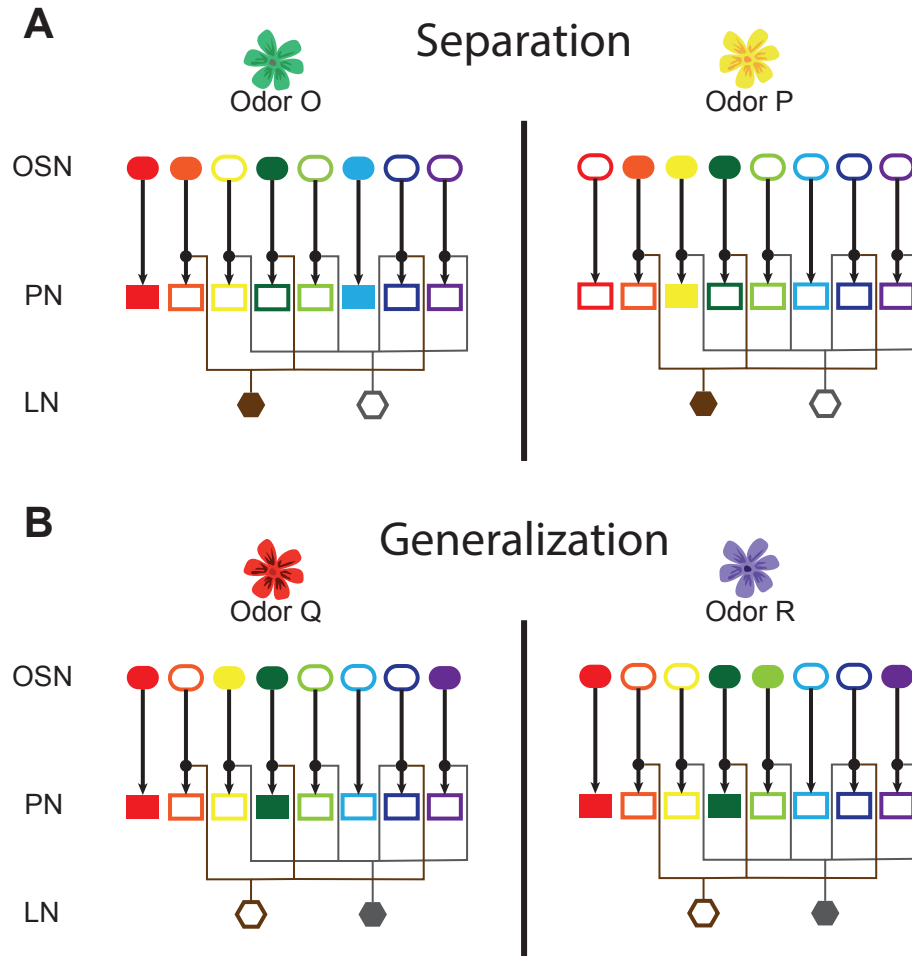 A
Separation
Odor O
Odor P
OSN
PN
LN
B
Generalization
Odor Q
Odor R
OSN
PN
LN